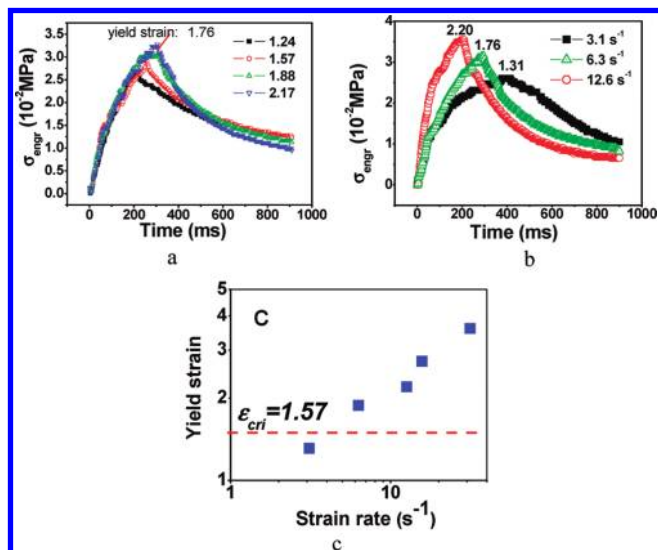 yield strain: 1.76
1.24
1.57
1.88
2.17
σengr (10-2MPa)
3.5
3.0
2.5
2.0
1.5
1.0
0.5
0.0
0 200 400 600 800 1000
Time (ms)
a
2.20
1.76
1.31
3.1 s-1
6.3 s-1
12.6 s-1
σengr (10-2MPa)
4
3
2
1
0
0 200 400 600 800 1000
Time (ms)
b
C
εcri=1.57
Yield strain
5
4
3
2
1
1 10
Strain rate (s-1)
c